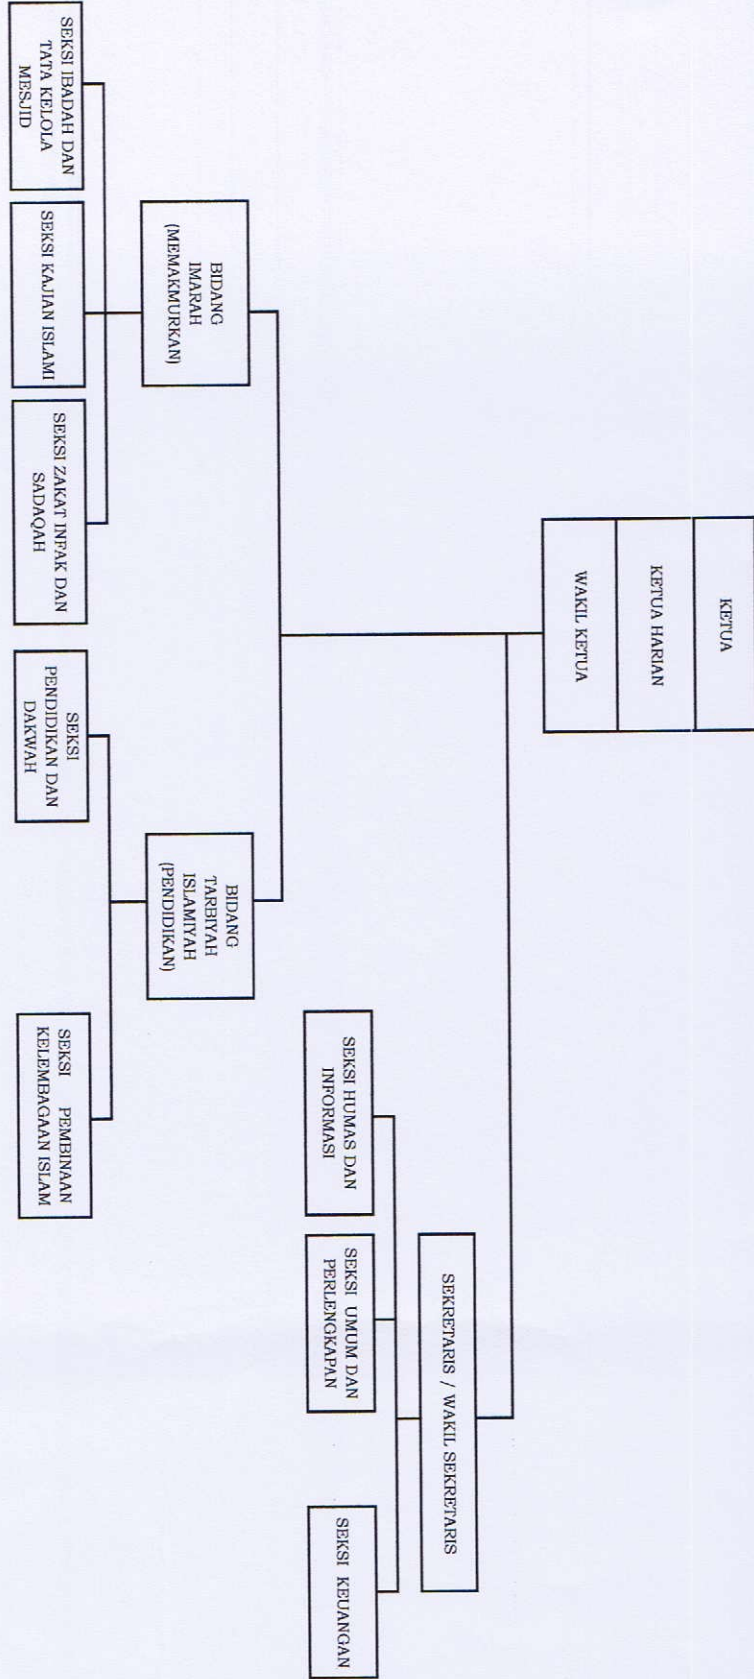 KETUA
KETUA HARIAN
WAKIL KETUA
SEKRETARIS / WAKIL SEKRETARIS
SEKSI HUMAS DAN
INFORMASI
SEKSI UMUM DAN
PERLENGKAPAN
SEKSI KEUANGAN
BIDANG
IMARAH
(MEMAKMURKAN)
BIDANG
TARBIYAH
ISLAMIYAH
(PENDIDIKAN)
SEKSI IBADAH DAN
TATA KELOLA
MESJID
SEKSI KAJIAN ISLAMI
SEKSI ZAKAT INFAK DAN
SADAQAH
SEKSI
PENDIDIKAN DAN
DAKWAH
SEKSI PEMBINAAN
KELEMBAGAAN ISLAM